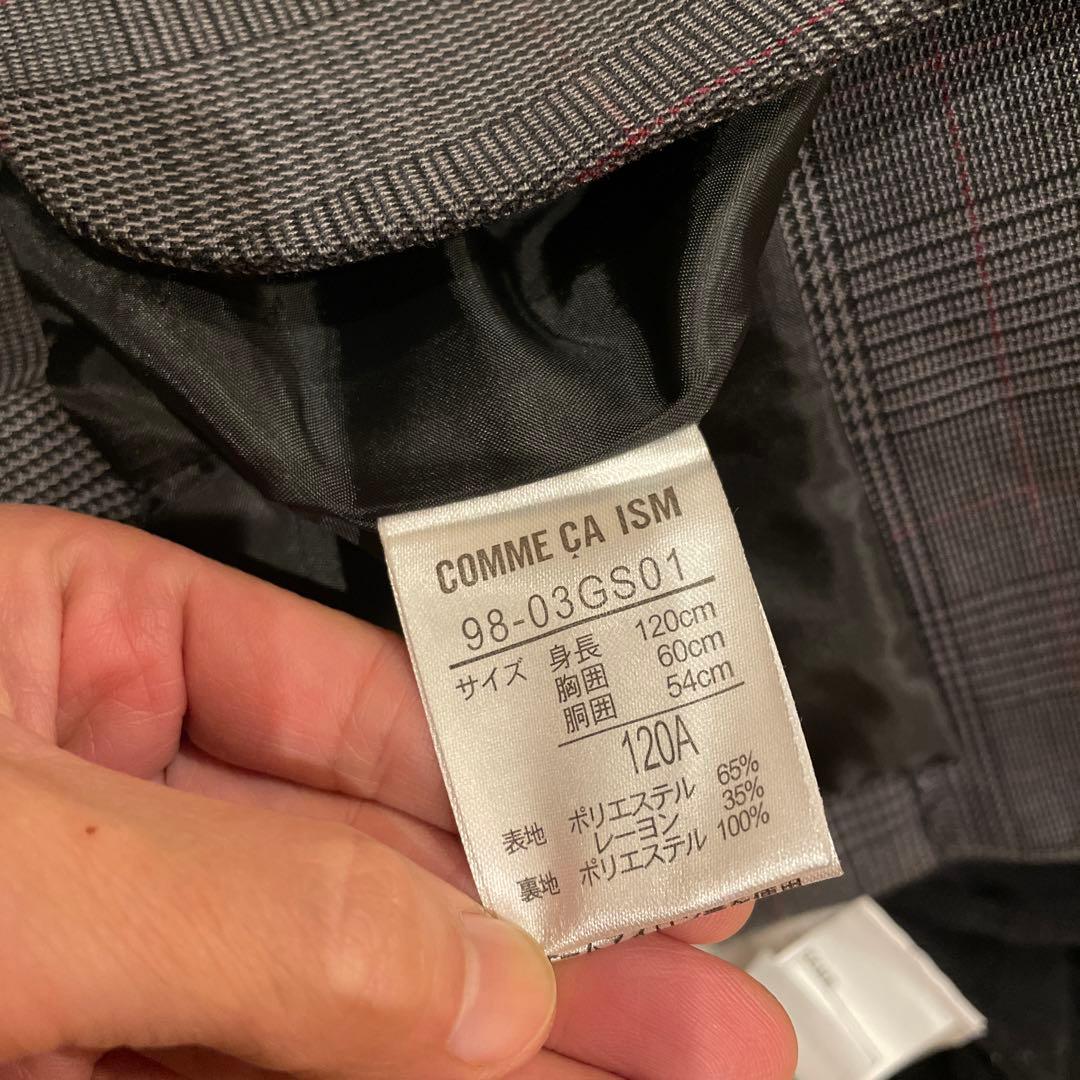 COMME ÇA ISM
98-03GS01
サイズ 身長 120cm
胸囲 60cm
胴囲 54cm
120A
表地 ポリエステル 65%
レーヨン 35%
裏地 ポリエステル 100%